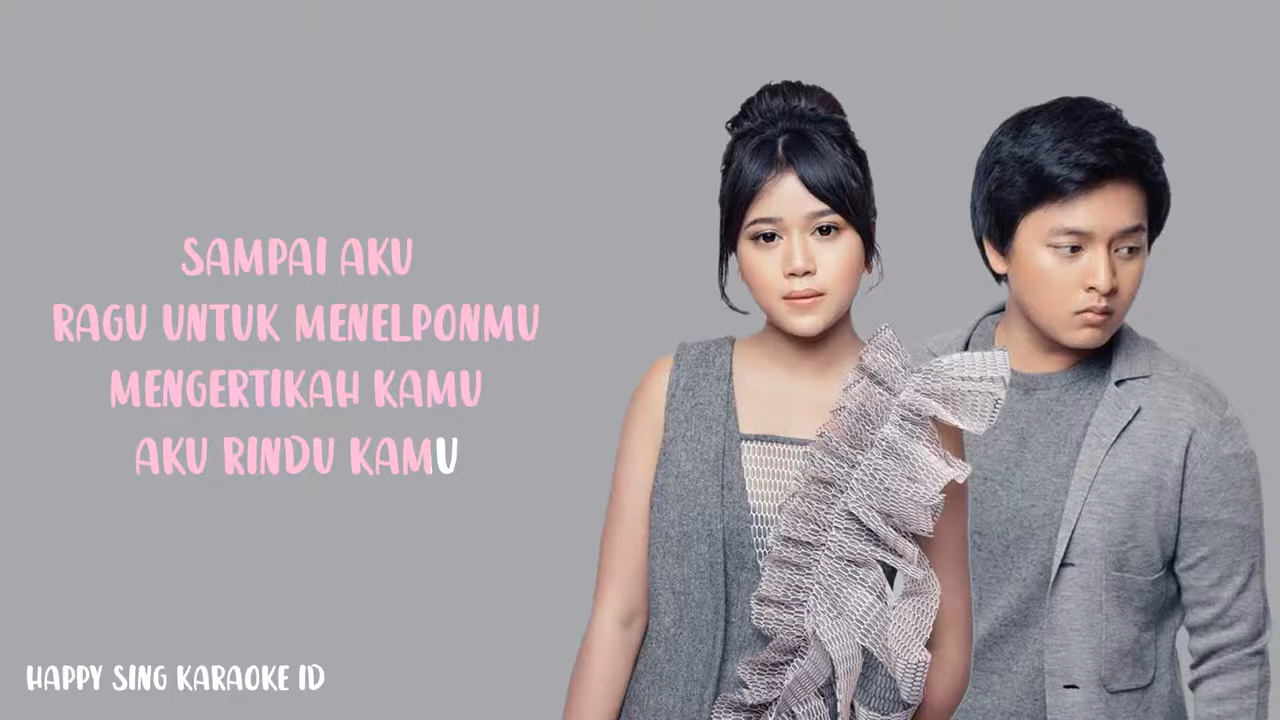 SAMPAI AKU
RAGU UNTUK MENELPONMU
MENGERTIKAH KAMU
AKU RINDU KAMU
HAPPY SING KARAOKE ID